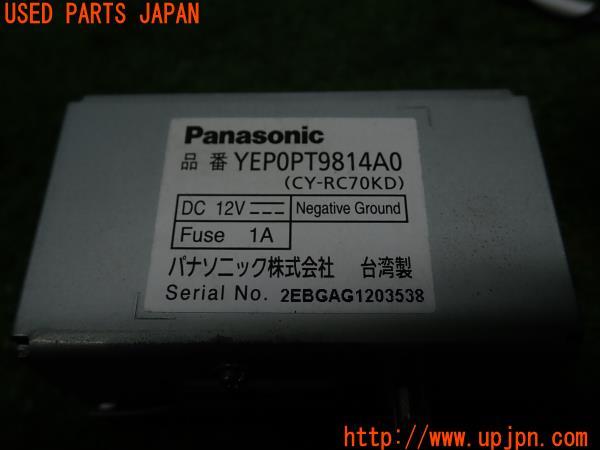 USED PARTS JAPAN
Panasonic
品番 YEP0PT9814A0
(CY-RC70KD)
DC 12V Negative Ground
Fuse 1A
パナソニック株式会社 台湾製
Serial No. 2EBGAG1203538
http://www.upjpn.com